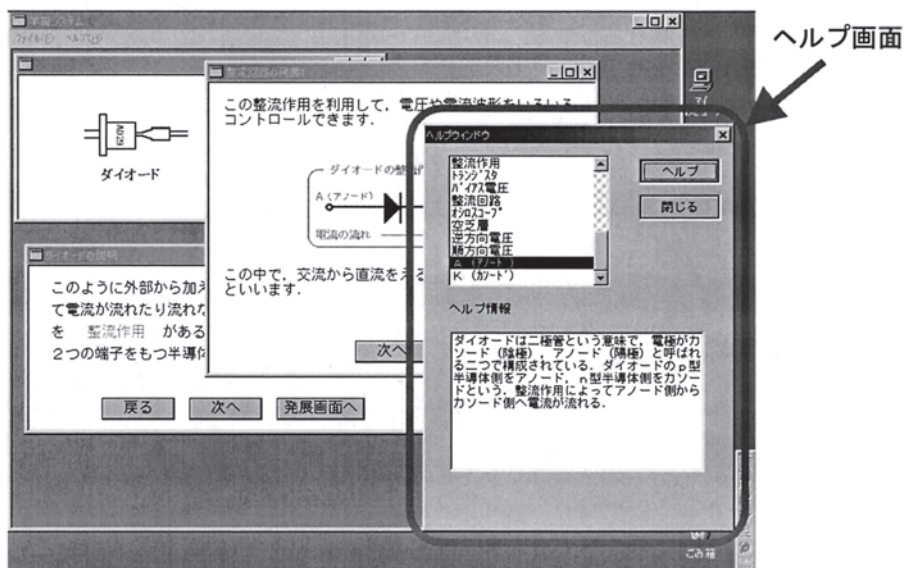 ヘルプ画面
学習システム
ファイル(F) ヘルプ(H)
ダイオード
この整流作用を利用して，電圧や電流波形をいろいろ
コントロールできます．
A (アノード)
電流の流れ
この中で，交流から直流を
といいます．
次へ
このように外部から
て電流が流れたり
を 整流作用 がある
2つの端子をもつ
戻る
次へ
発展画面へ
ヘルプウィンドウ
整流作用
トランジスタ
バイアス電圧
整流回路
オシロスコープ
空乏層
逆方向電圧
順方向電圧
A (アノード)
K (カソード)
ヘルプ
閉じる
ヘルプ情報
ダイオードは二極管という意味で，電極がカ
ソード（陰極），アノード（陽極）と呼ばれ
る二つで構成されている．ダイオードのｐ型
半導体側をアノード，ｎ型半導体側をカソー
ドという．整流作用によってアノード側から
カソード側へ電流が流れる．
ごみ箱